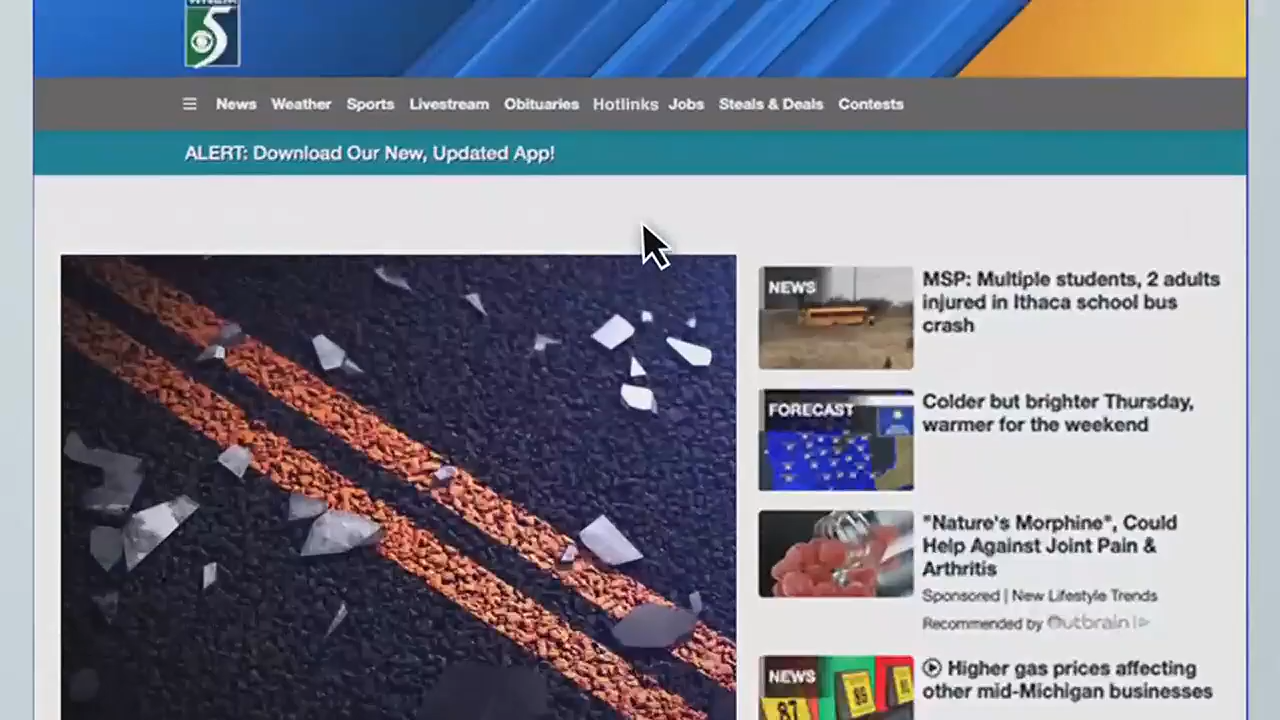 5
News Weather Sports Livestream Obituaries Hotlinks Jobs Steals & Deals Contests
ALERT: Download Our New, Updated App!
NEWS
MSP: Multiple students, 2 adults
injured in Ithaca school bus
crash
FORECAST
Colder but brighter Thursday,
warmer for the weekend
"Nature's Morphine", Could
Help Against Joint Pain &
Arthritis
Sponsored | New Lifestyle Trends
Recommended by Outbrain
NEWS
Higher gas prices affecting
other mid-Michigan businesses
87
89